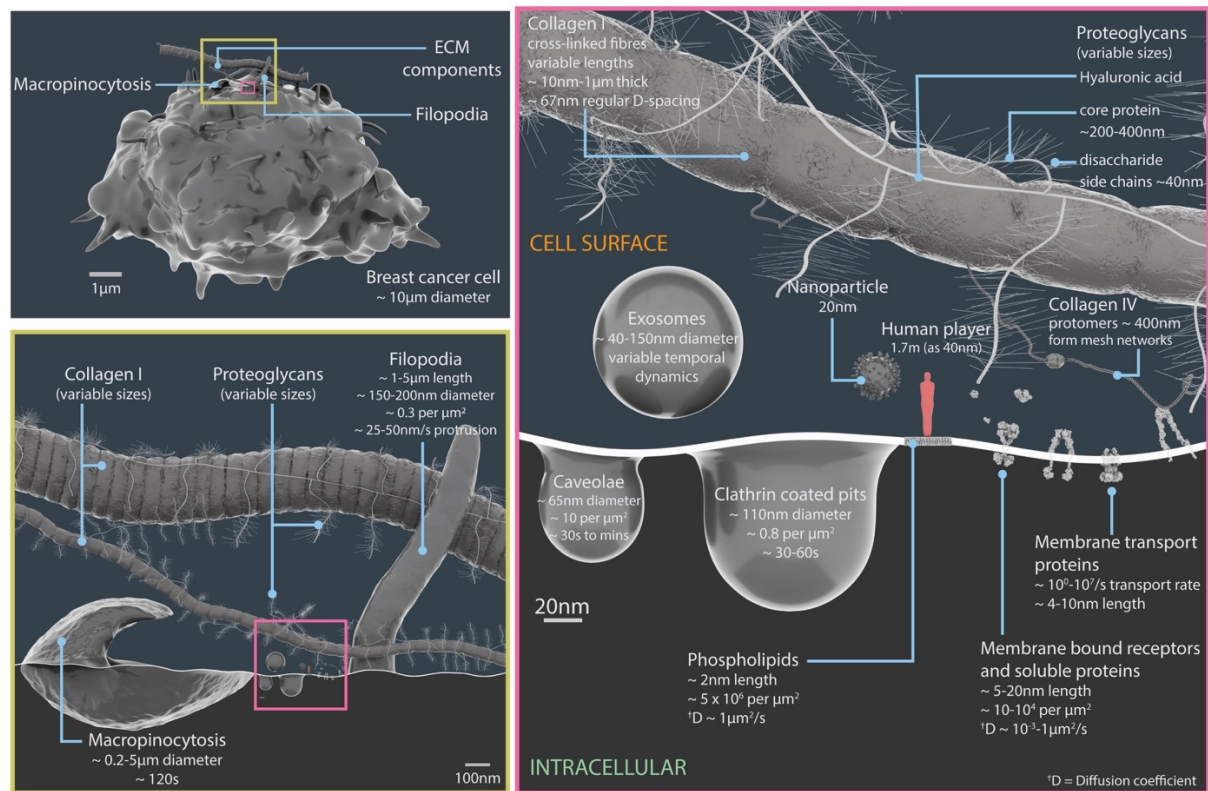 ECM
components
Macropinocytosis
Filopodia
1µm
Breast cancer cell
~ 10µm diameter
Collagen I
(variable sizes)
Proteoglycans
(variable sizes)
Filopodia
~ 1-5µm length
~ 150-200nm diameter
~ 0.3 per µm²
~ 25-50nm/s protrusion
Macropinocytosis
~ 0.2-5µm diameter
~ 120s
100nm
Collagen I
cross-linked fibres
variable lengths
~ 10nm-1µm thick
~ 67nm regular D-spacing
Proteoglycans
(variable sizes)
Hyaluronic acid
core protein
~200-400nm
disaccharide
side chains ~40nm
CELL SURFACE
Exosomes
~ 40-150nm diameter
variable temporal
dynamics
Nanoparticle
20nm
Human player
1.7m (as 40nm)
Collagen IV
protomers ~ 400nm
form mesh networks
Caveolae
~ 65nm diameter
~ 10 per µm²
~ 30s to mins
Clathrin coated pits
~ 110nm diameter
~ 0.8 per µm²
~ 30-60s
20nm
Membrane transport
proteins
~ 10⁰-10⁷/s transport rate
~ 4-10nm length
Phospholipids
~ 2nm length
~ 5 x 10⁶ per µm²
†D ~ 1µm²/s
Membrane bound receptors
and soluble proteins
~ 5-20nm length
~ 10-10⁴ per µm²
†D ~ 10⁻³-1µm²/s
INTRACELLULAR
†D = Diffusion coefficient